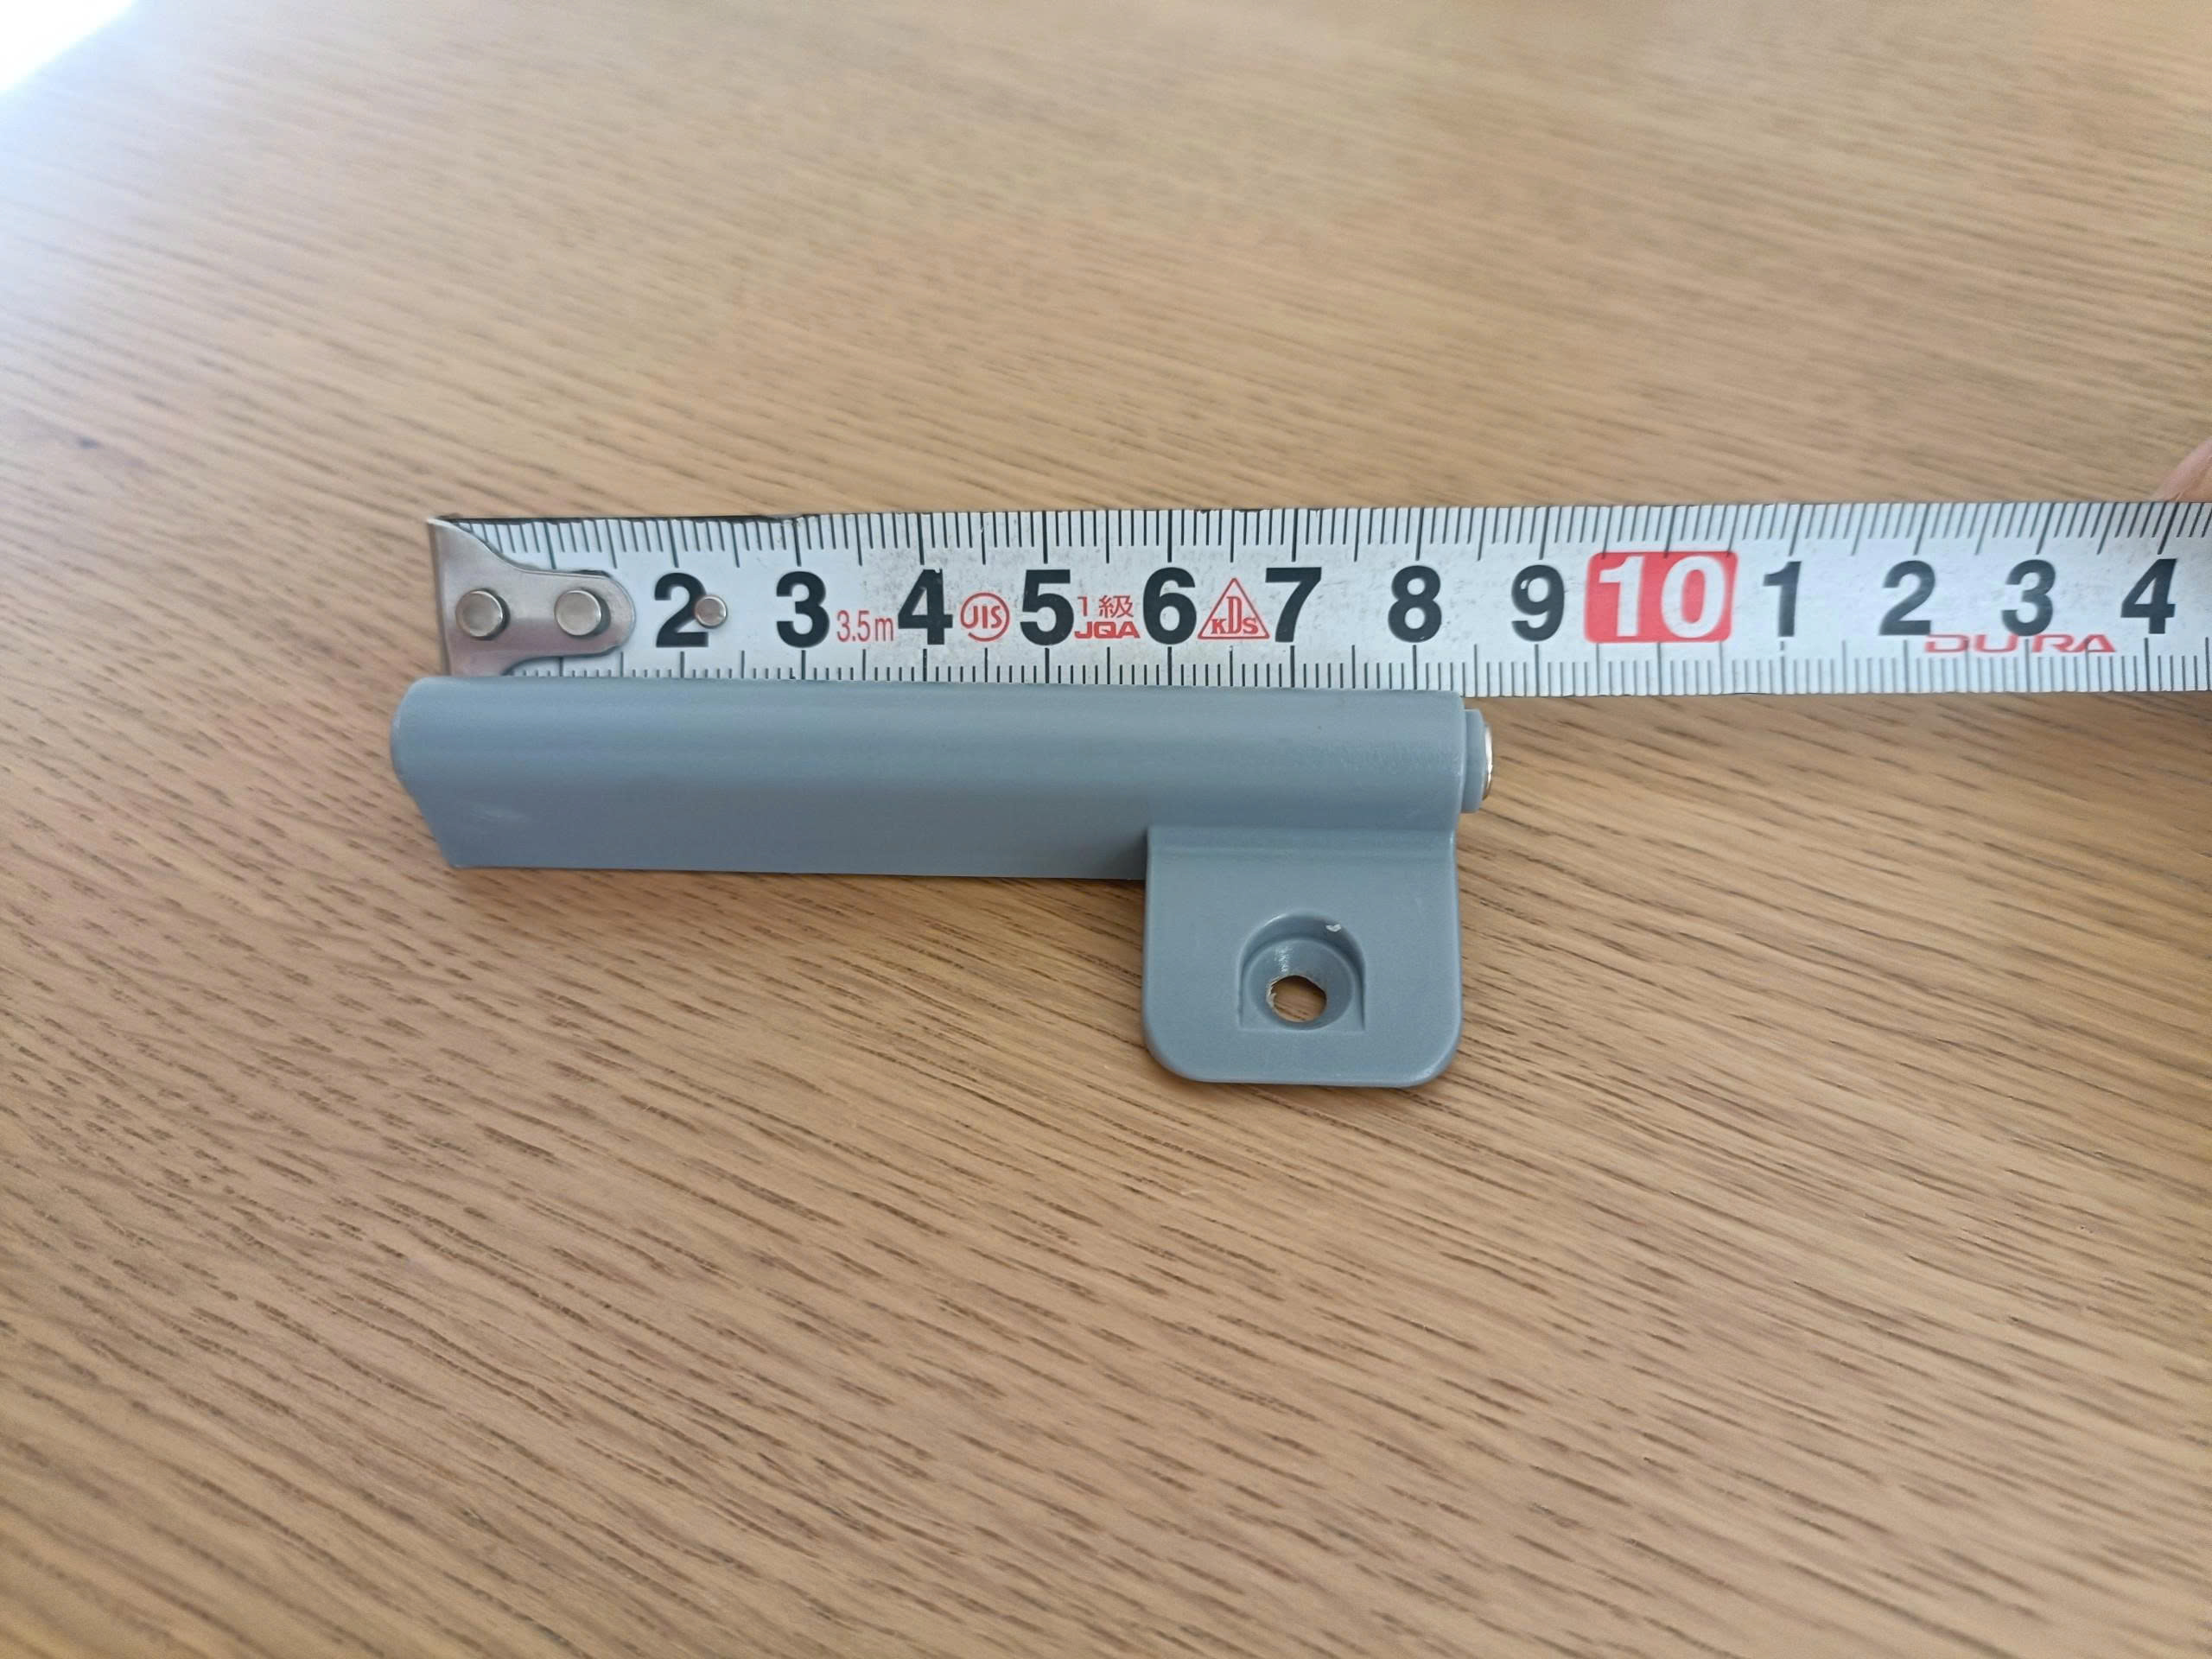 2 3 3.5m 4 JIS 5 1級 JQA 6 KDS 7 8 9 10 1 2 3 4
DURA